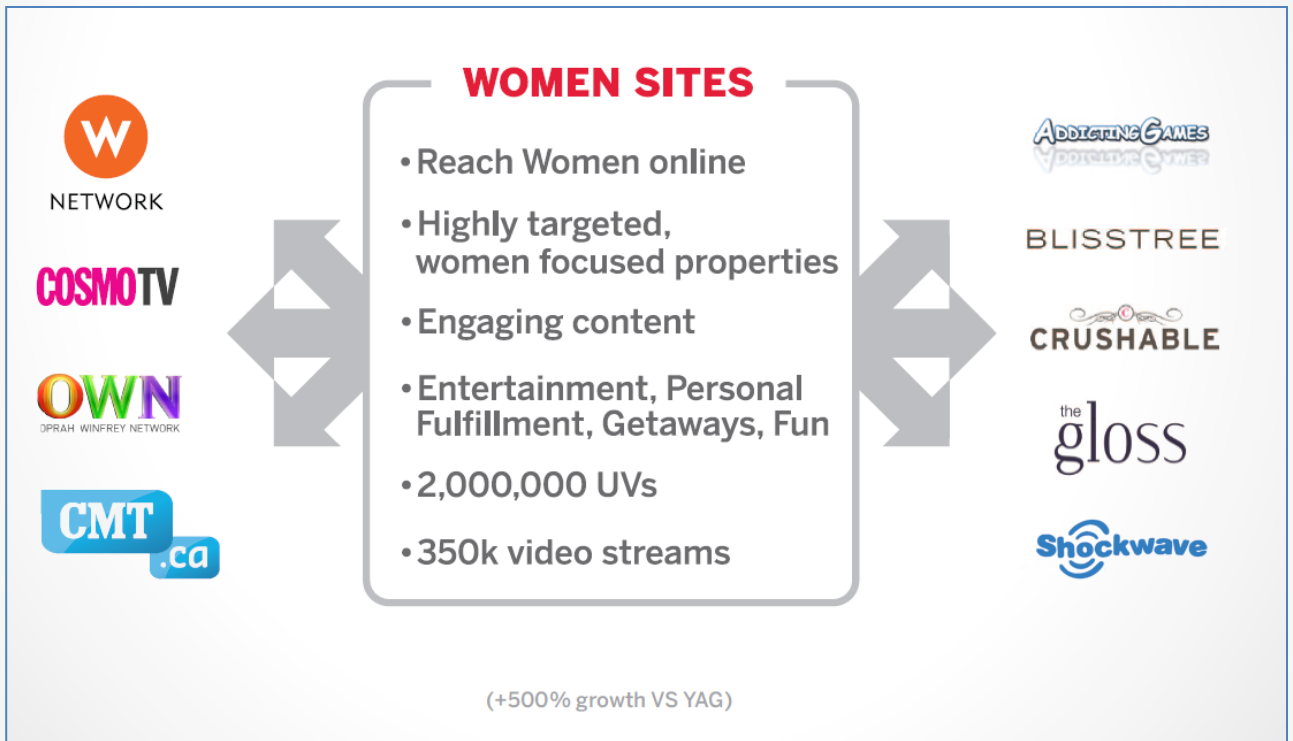 WOMEN SITES
W
NETWORK
COSMOTV
OWN
OPRAH WINFREY NETWORK
CMT
.ca
•Reach Women online
•Highly targeted,
women focused properties
•Engaging content
•Entertainment, Personal
Fulfillment, Getaways, Fun
•2,000,000 UVs
•350k video streams
ADDICTINGGAMES
BLISSTREE
C
CRUSHABLE
the
gloss
Shockwave
(+500% growth VS YAG)